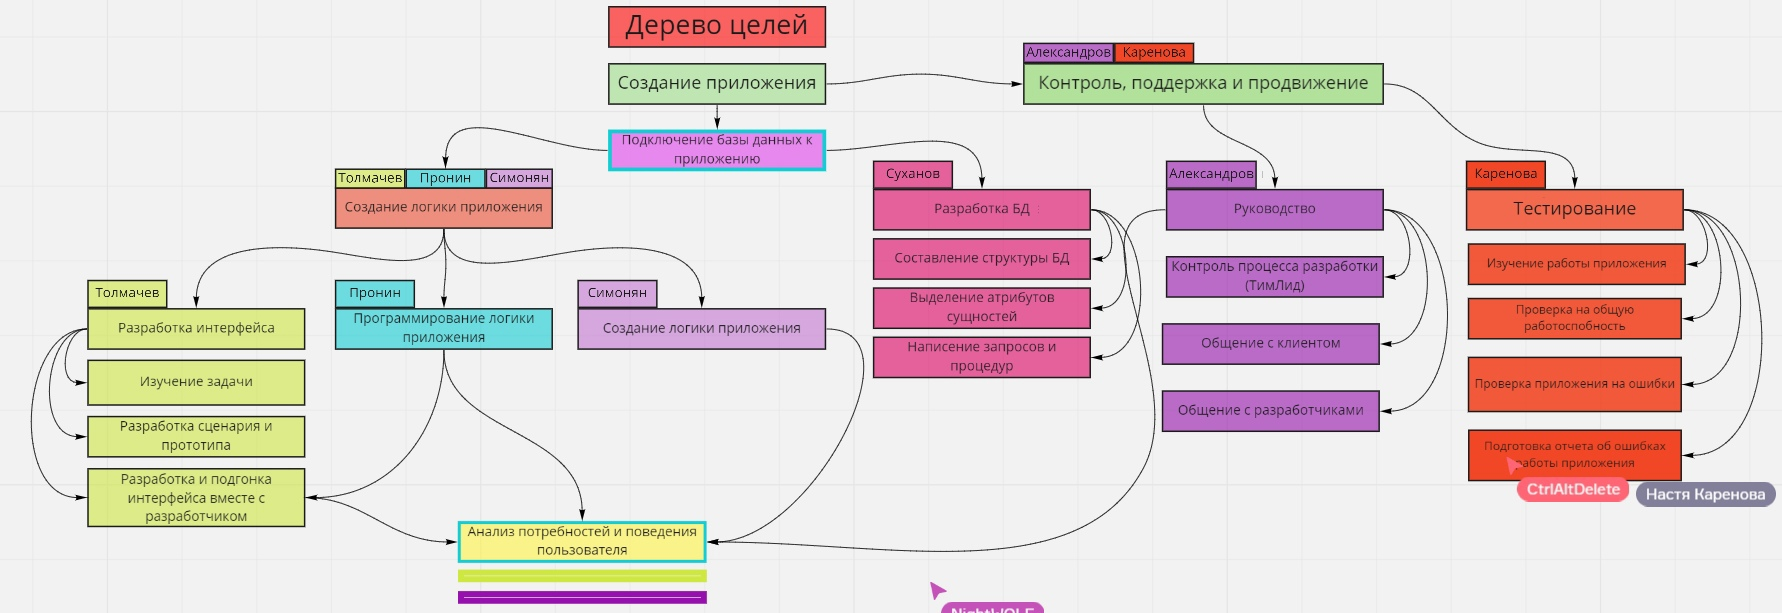 Дерево целей
Александров
Каренова
Создание приложения
Контроль, поддержка и продвижение
Подключение базы данных к
приложению
Толмачев
Пронин
Симонян
Создание логики приложения
Суханов
Разработка БД
Составление структуры БД
Выделение атрибутов
сущностей
Написение запросов и
процедур
Александров
Руководство
Контроль процесса разработки
(ТимЛид)
Общение с клиентом
Общение с разработчиками
Каренова
Тестирование
Изучение работы приложения
Проверка на общую
работоспобность
Проверка приложения на ошибки
Подготовка отчета об ошибках
работы приложения
CtrlAltDelete
Настя Каренова
Толмачев
Разработка интерфейса
Изучение задачи
Разработка сценария и
прототипа
Разработка и подгонка
интерфейса вместе с
разработчиком
Пронин
Программирование логики
приложения
Симонян
Создание логики приложения
Анализ потребностей и поведения
пользователя